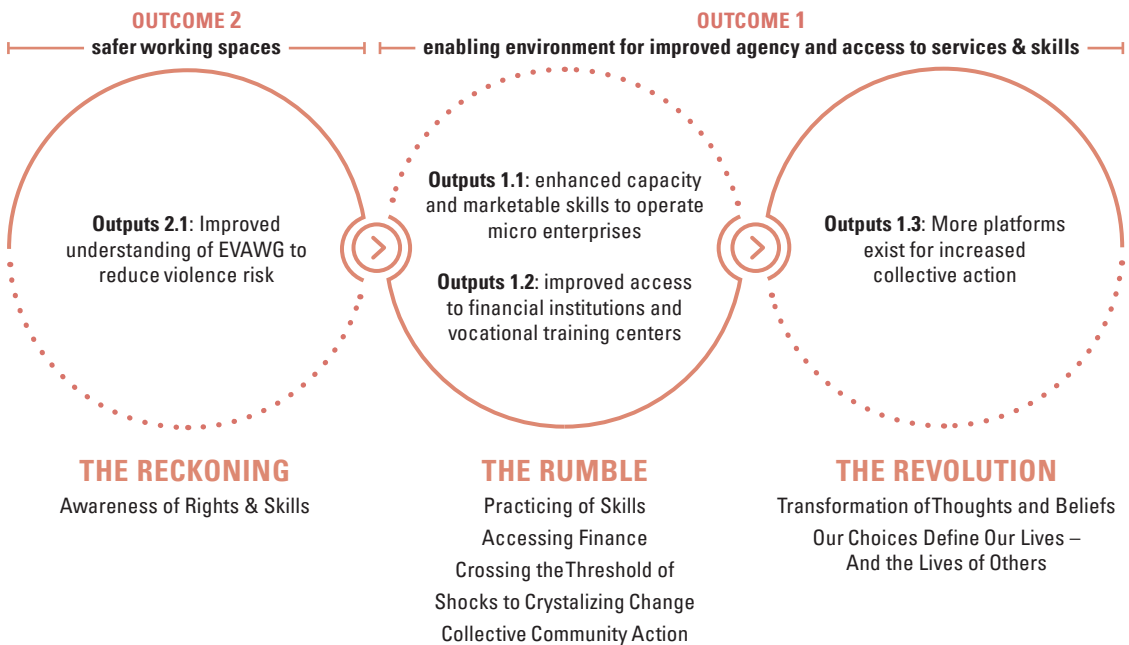 OUTCOME 2
safer working spaces
OUTCOME 1
enabling environment for improved agency and access to services & skills
Outputs 2.1: Improved
understanding of EVAWG to
reduce violence risk
Outputs 1.1: enhanced capacity
and marketable skills to operate
micro enterprises
Outputs 1.2: improved access
to financial institutions and
vocational training centers
Outputs 1.3: More platforms
exist for increased
collective action
THE RECKONING
Awareness of Rights & Skills
THE RUMBLE
Practicing of Skills
Accessing Finance
Crossing the Threshold of
Shocks to Crystalizing Change
Collective Community Action
THE REVOLUTION
Transformation of Thoughts and Beliefs
Our Choices Define Our Lives –
And the Lives of Others